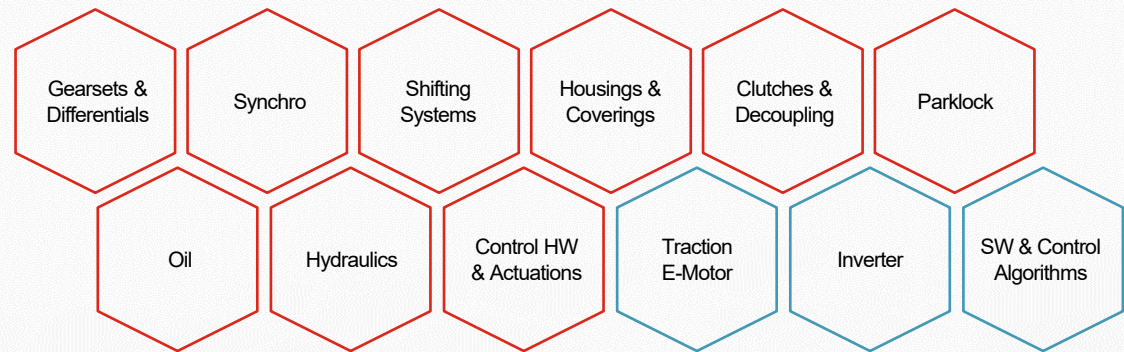 Gearsets &
Differentials
Synchro
Shifting
Systems
Housings &
Coverings
Clutches &
Decoupling
Parklock
Oil
Hydraulics
Control HW
& Actuations
Traction
E-Motor
Inverter
SW & Control
Algorithms